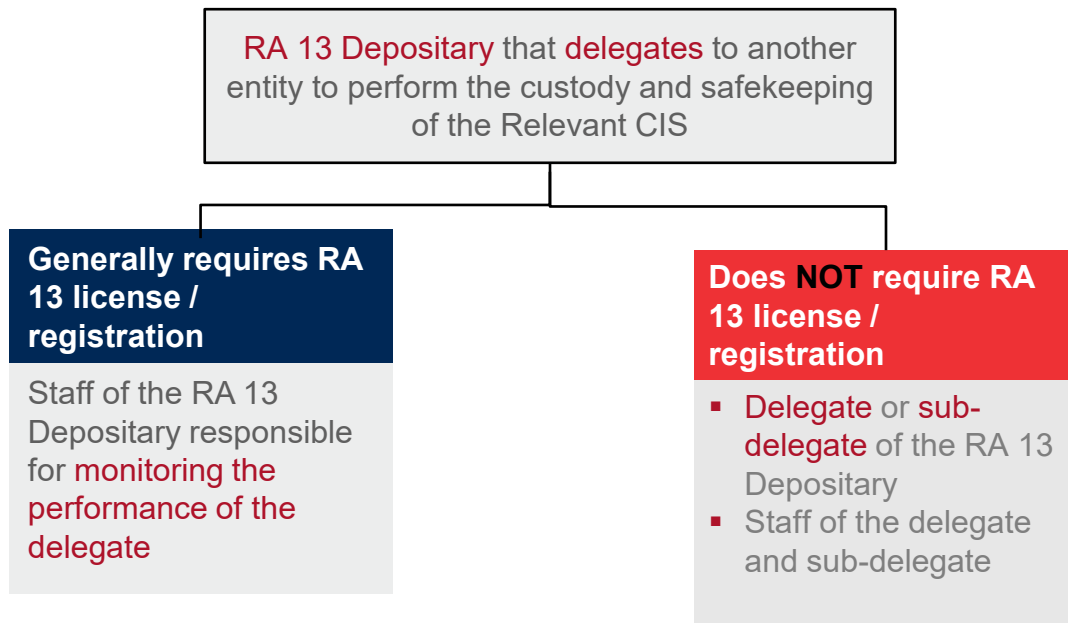 RA 13 Depositary that delegates to another
entity to perform the custody and safekeeping
of the Relevant CIS
Generally requires RA
13 license /
registration
Staff of the RA 13
Depositary responsible
for monitoring the
performance of the
delegate
Does NOT require RA
13 license /
registration
▪ Delegate or sub-
delegate of the RA 13
Depositary
▪ Staff of the delegate
and sub-delegate